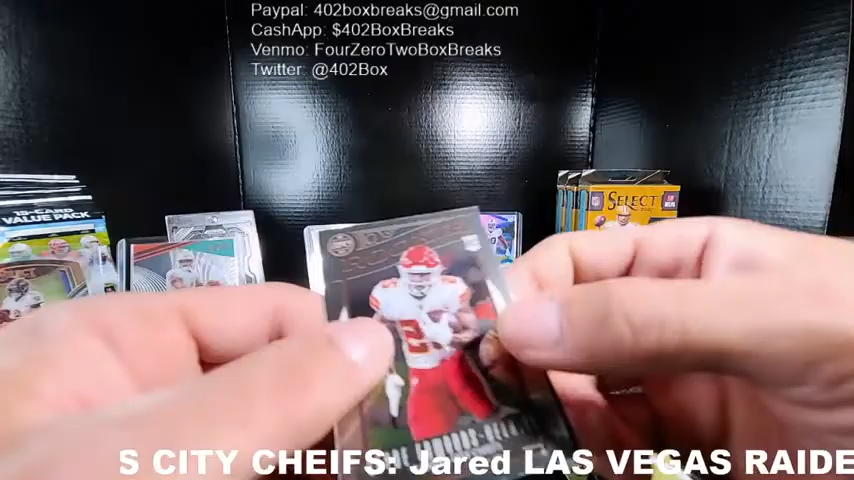 Paypal: 402boxbreaks@gmail.com
CashApp: $402BoxBreaks
Venmo: FourZeroTwoBoxBreaks
Twitter: @402Box
VALUE PACK
SELECT
S CITY CHEIFS: Jared LAS VEGAS RAIDE